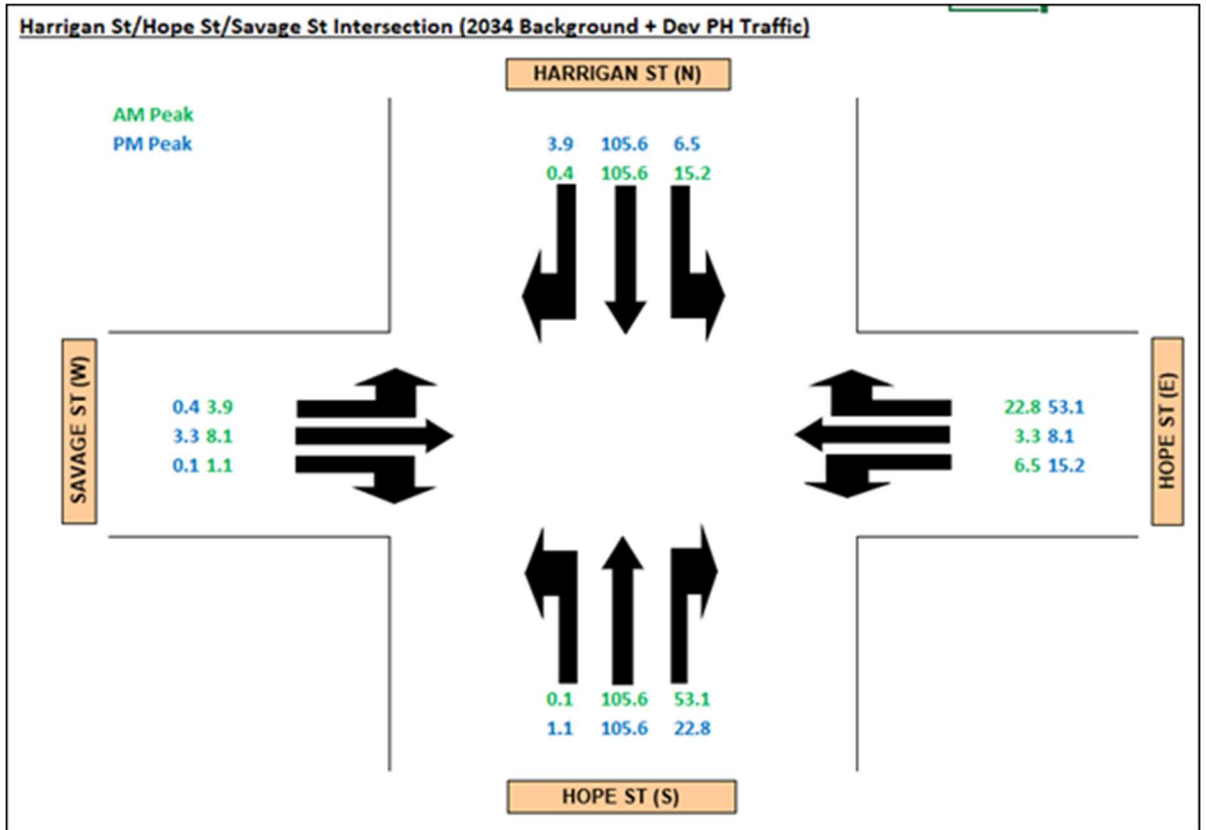 Harrigan St/Hope St/Savage St Intersection (2034 Background + Dev PH Traffic)
HARRIGAN ST (N)
AM Peak
PM Peak
3.9 105.6 6.5
0.4 105.6 15.2
SAVAGE ST (W)
0.4 3.9
3.3 8.1
0.1 1.1
22.8 53.1
3.3 8.1
6.5 15.2
HOPE ST (E)
0.1 105.6 53.1
1.1 105.6 22.8
HOPE ST (S)